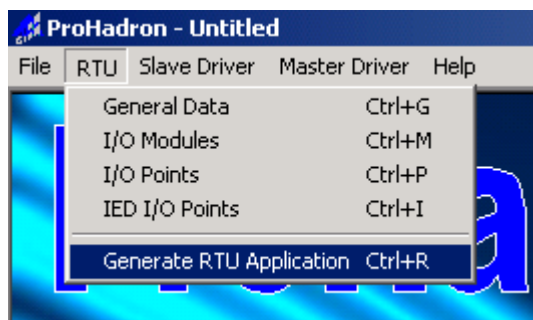 ProHadron - Untitled
File RTU Slave Driver Master Driver Help
General Data Ctrl+G
I/O Modules Ctrl+M
I/O Points Ctrl+P
IED I/O Points Ctrl+I
Generate RTU Application Ctrl+R